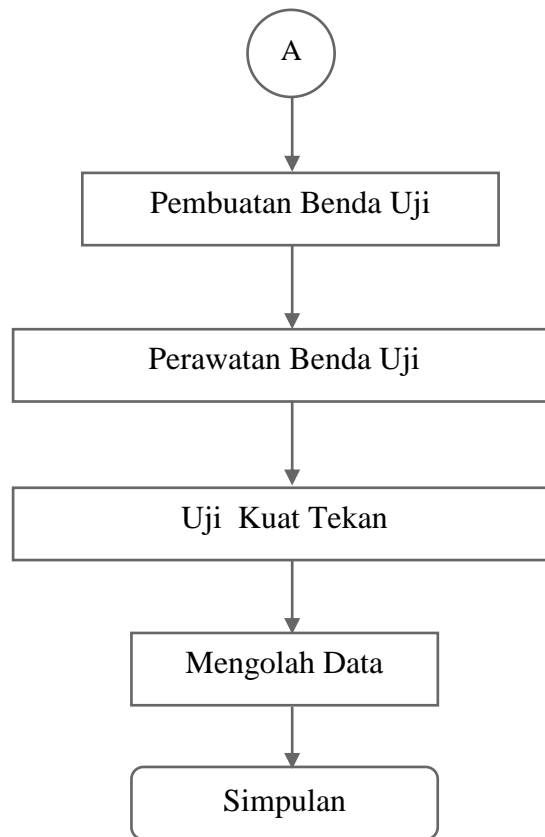 A
Pembuatan Benda Uji
Perawatan Benda Uji
Uji  Kuat Tekan
Mengolah Data
Simpulan